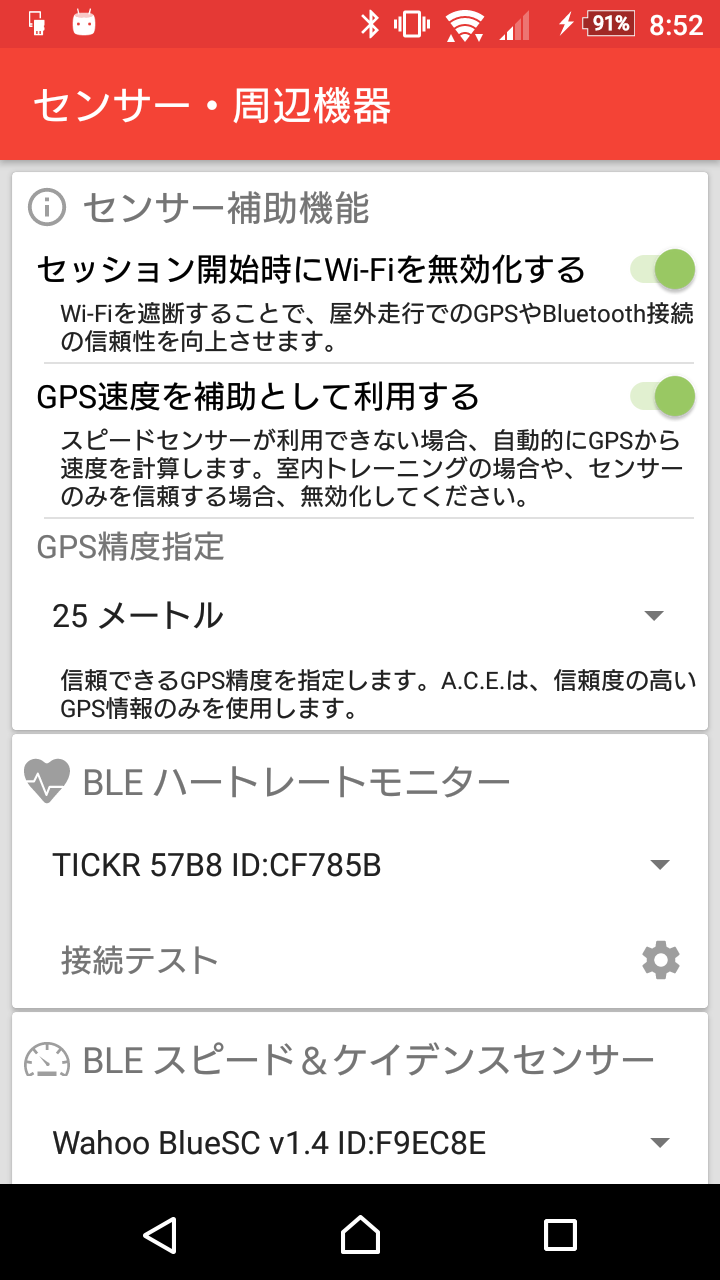 91% 8:52
センサー・周辺機器
センサー補助機能
セッション開始時にWi-Fiを無効化する
Wi-Fiを遮断することで、屋外走行でのGPSやBluetooth接続
の信頼性を向上させます。
GPS速度を補助として利用する
スピードセンサーが利用できない場合、自動的にGPSから
速度を計算します。室内トレーニングの場合や、センサー
のみを信頼する場合、無効化してください。
GPS精度指定
25 メートル
信頼できるGPS精度を指定します。A.C.E.は、信頼度の高い
GPS情報のみを使用します。
BLE ハートレートモニター
TICKR 57B8 ID:CF785B
接続テスト
BLE スピード＆ケイデンスセンサー
Wahoo BlueSC v1.4 ID:F9EC8E